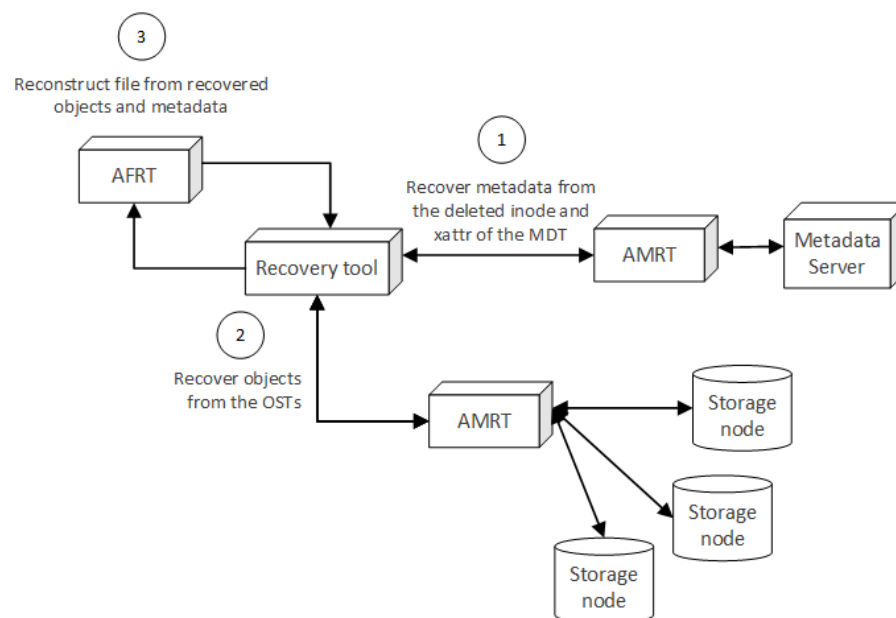 3
Reconstruct file from recovered
objects and metadata
AFRT
1
Recover metadata from
the deleted inode and
xattr of the MDT
Recovery tool
AMRT
Metadata
Server
2
Recover objects
from the OSTs
AMRT
Storage
node
Storage
node
Storage
node